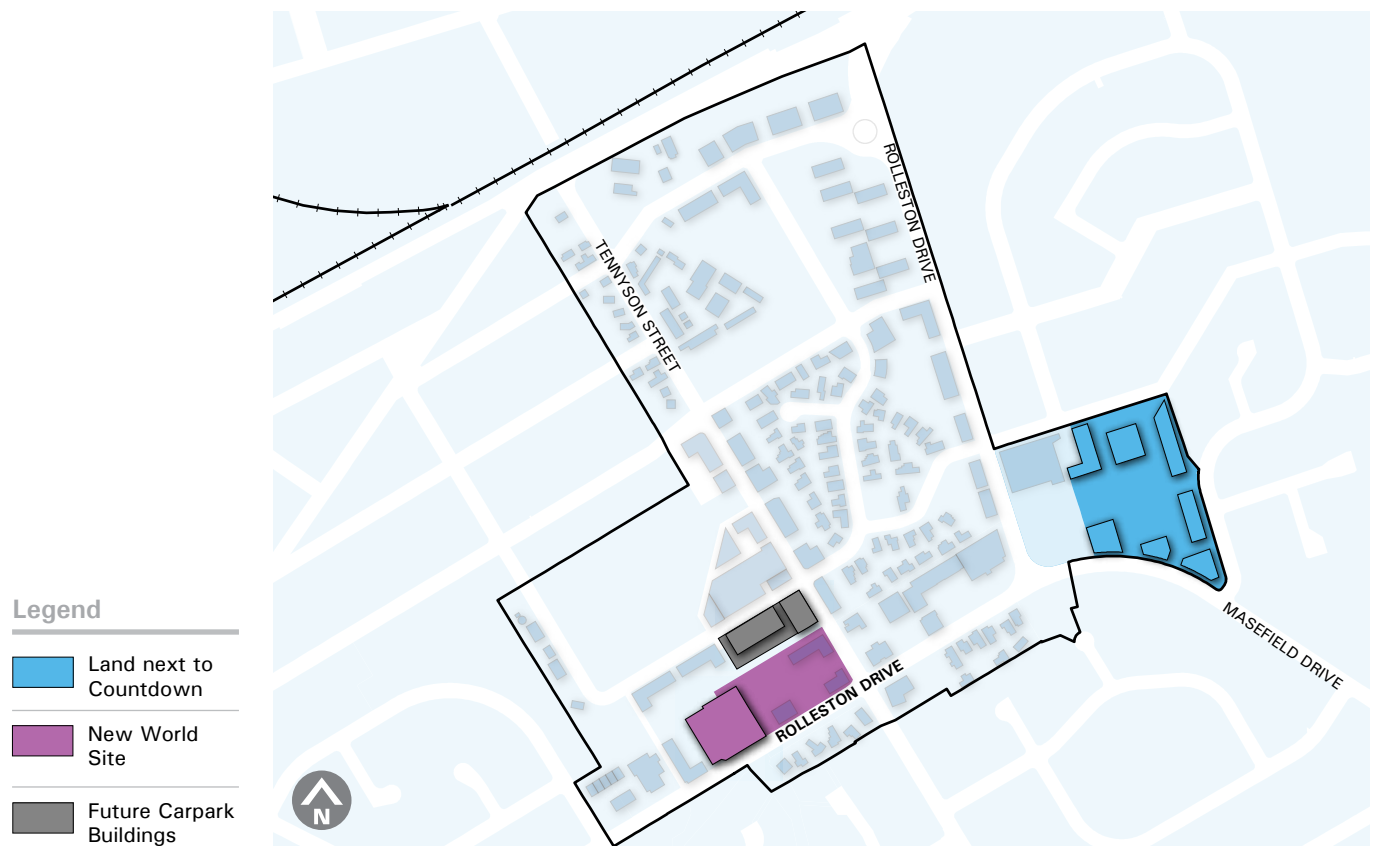 ROLLESTON DRIVE
TENNYSON STREET
MASEFIELD DRIVE
ROLLESTON DRIVE
Legend
Land next to
Countdown
New World
Site
Future Carpark
Buildings
N